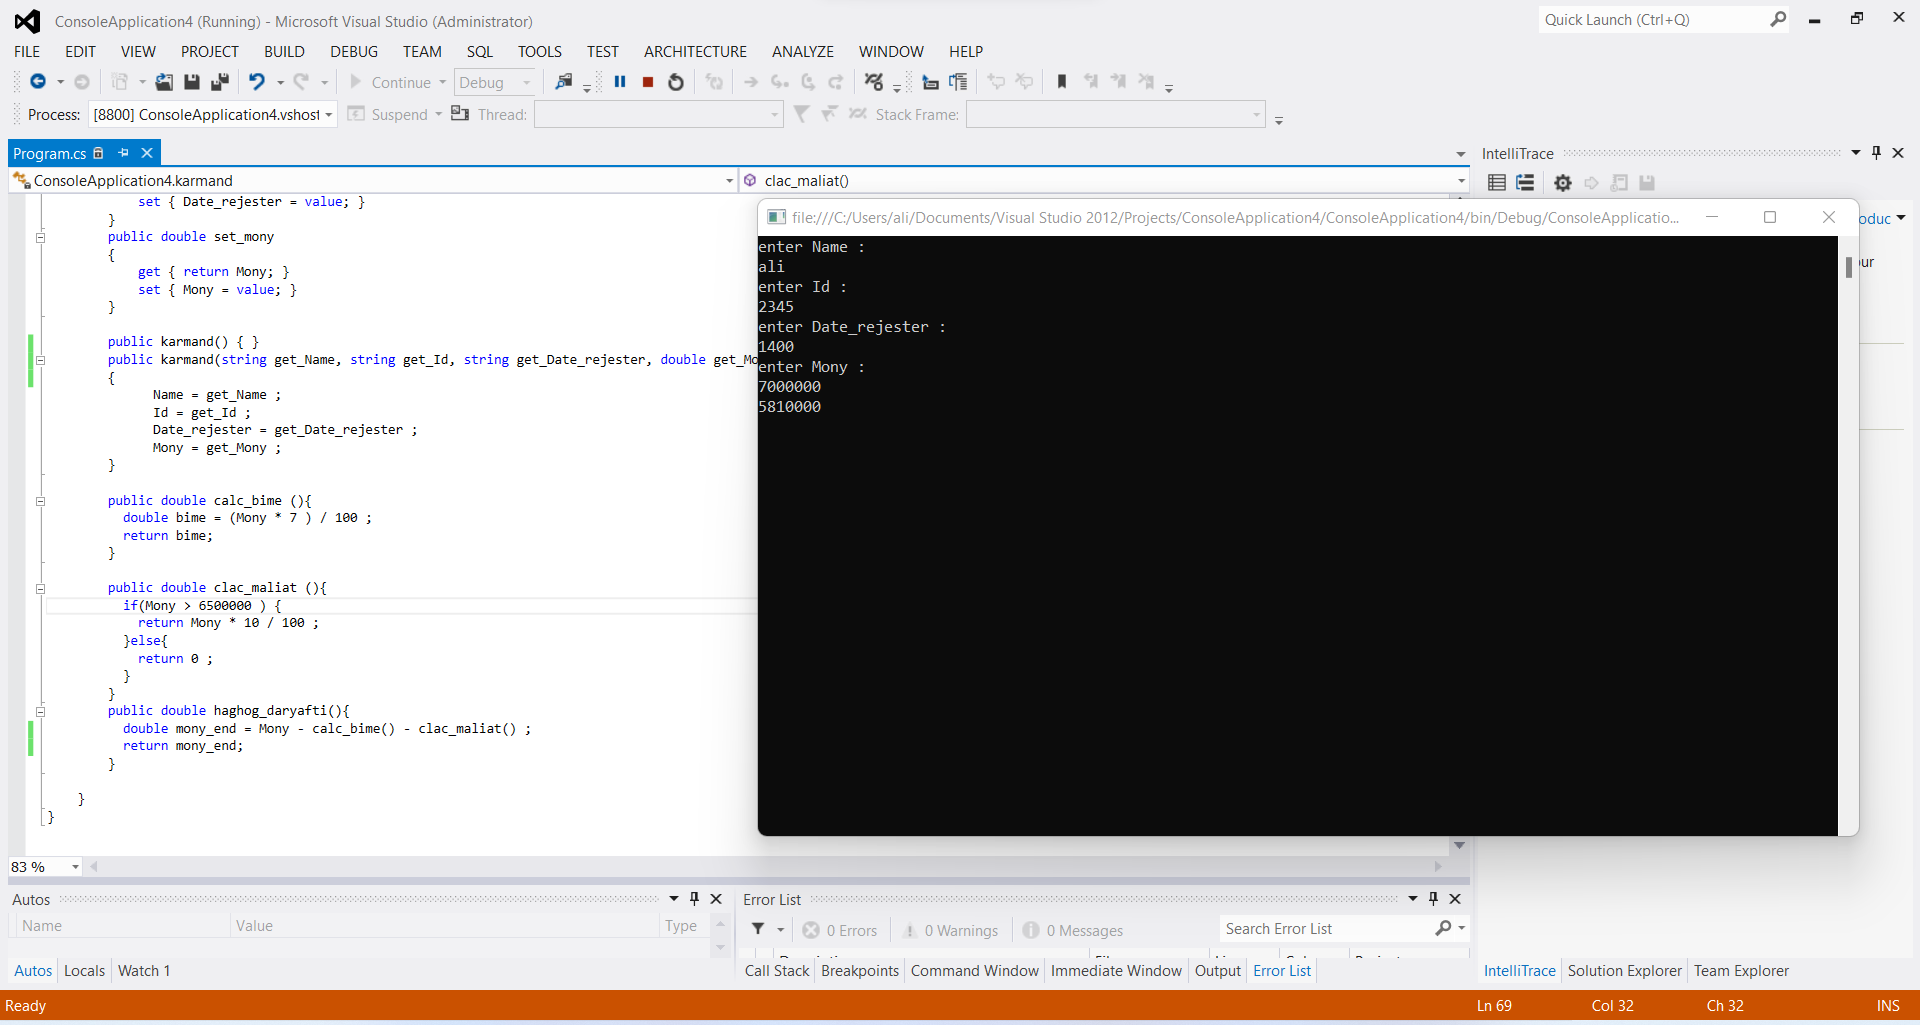 ConsoleApplication4 (Running) - Microsoft Visual Studio (Administrator)
Quick Launch (Ctrl+Q)
FILE EDIT VIEW PROJECT BUILD DEBUG TEAM SQL TOOLS TEST ARCHITECTURE ANALYZE WINDOW HELP
Continue Debug
Process: [8800] ConsoleApplication4.vshost Suspend Thread: Stack Frame:
Program.cs
ConsoleApplication4.karmand
clac_maliat()
set { Date_rejester = value; }
}
public double set_mony
{
get { return Mony; }
set { Mony = value; }
}
public karmand() { }
public karmand(string get_Name, string get_Id, string get_Date_rejester, double get_Mo
{
Name = get_Name ;
Id = get_Id ;
Date_rejester = get_Date_rejester ;
Mony = get_Mony ;
}
public double calc_bime (){
double bime = (Mony * 7 ) / 100 ;
return bime;
}
public double clac_maliat (){
if(Mony > 6500000 ) {
return Mony * 10 / 100 ;
}else{
return 0 ;
}
}
public double haghog_daryafti(){
double mony_end = Mony - calc_bime() - clac_maliat() ;
return mony_end;
}
}
}
83 %
file:///C:/Users/ali/Documents/Visual Studio 2012/Projects/ConsoleApplication4/ConsoleApplication4/bin/Debug/ConsoleApplicatio...
enter Name :
ali
enter Id :
2345
enter Date_rejester :
1400
enter Mony :
7000000
5810000
IntelliTrace
oduc
ur
Autos
Name Value Type
Autos Locals Watch 1
Error List
0 Errors 0 Warnings 0 Messages
Search Error List
Call Stack Breakpoints Command Window Immediate Window Output Error List
IntelliTrace Solution Explorer Team Explorer
Ready
Ln 69 Col 32 Ch 32 INS